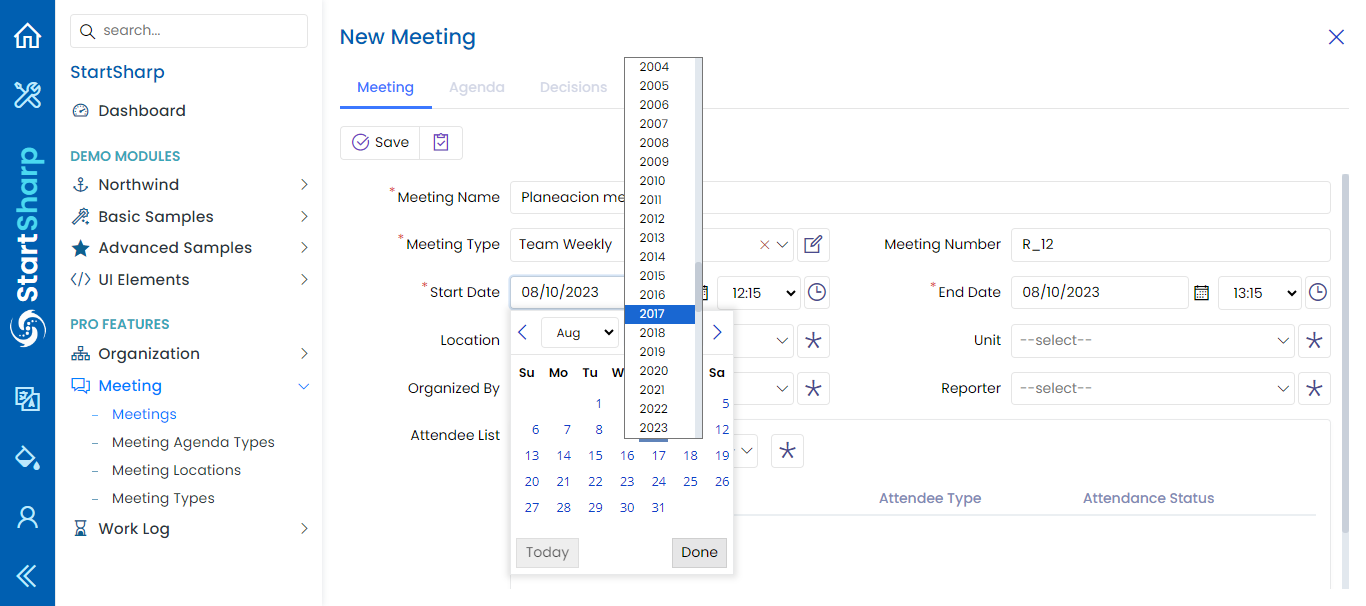 search...
StartSharp
Dashboard
DEMO MODULES
Northwind
Basic Samples
Advanced Samples
UI Elements
PRO FEATURES
Organization
Meeting
Meetings
Meeting Agenda Types
Meeting Locations
Meeting Types
Work Log
StartSharp
New Meeting
Meeting Agenda Decisions
Save
* Meeting Name Planeacion me
* Meeting Type Team Weekly
Meeting Number R_12
* Start Date 08/10/2023 12:15
* End Date 08/10/2023 13:15
Location
Unit --select--
Organized By
Reporter --select--
Attendee List
Attendee Type Attendance Status
Aug
Su Mo Tu W Sa
1 5
6 7 8 12
13 14 15 16 17 18 19
20 21 22 23 24 25 26
27 28 29 30 31
Today Done
2004
2005
2006
2007
2008
2009
2010
2011
2012
2013
2014
2015
2016
2017
2018
2019
2020
2021
2022
2023